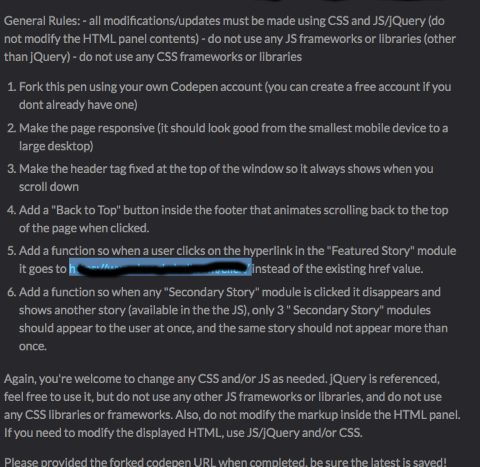 General Rules: - all modifications/updates must be made using CSS and JS/jQuery (do
not modify the HTML panel contents) - do not use any JS frameworks or libraries (other
than jQuery) - do not use any CSS frameworks or libraries
1. Fork this pen using your own Codepen account (you can create a free account if you
dont already have one)
2. Make the page responsive (it should look good from the smallest mobile device to a
large desktop)
3. Make the header tag fixed at the top of the window so it always shows when you
scroll down
4. Add a "Back to Top" button inside the footer that animates scrolling back to the top
of the page when clicked.
5. Add a function so when a user clicks on the hyperlink in the "Featured Story" module
it goes to instead of the existing href value.
6. Add a function so when any "Secondary Story" module is clicked it disappears and
shows another story (available in the the JS), only 3 " Secondary Story" modules
should appear to the user at once, and the same story should not appear more than
once.
Again, you're welcome to change any CSS and/or JS as needed. jQuery is referenced,
feel free to use it, but do not use any other JS frameworks or libraries, and do not use
any CSS libraries or frameworks. Also, do not modify the markup inside the HTML panel.
If you need to modify the displayed HTML, use JS/jQuery and/or CSS.
Please provided the forked codepen URL when completed, be sure the latest is saved!